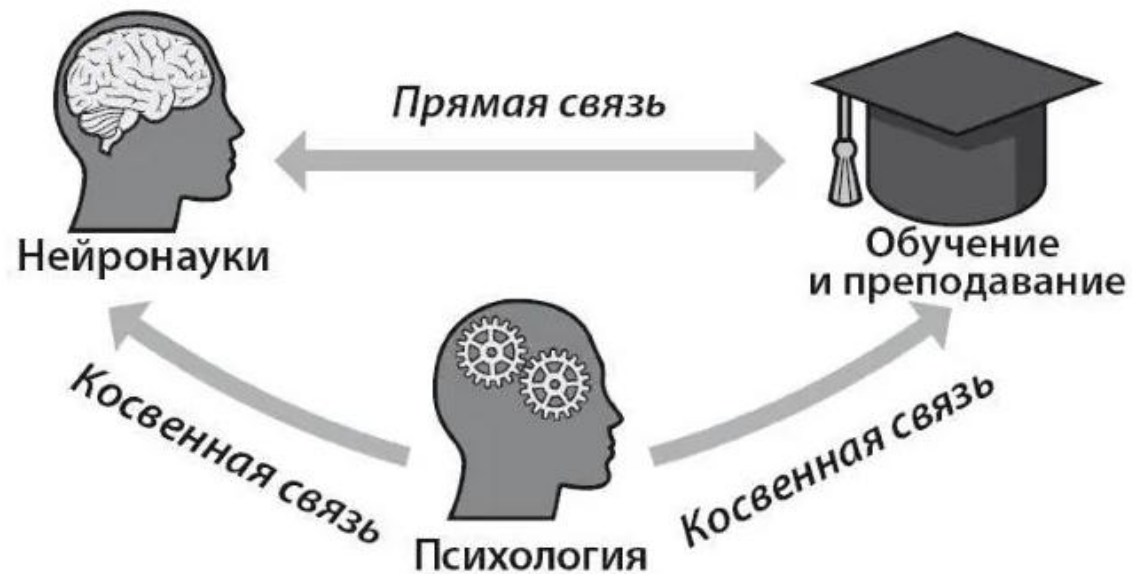 Прямая связь
Нейронауки
Обучение
и преподавание
Косвенная связь
Косвенная связь
Психология